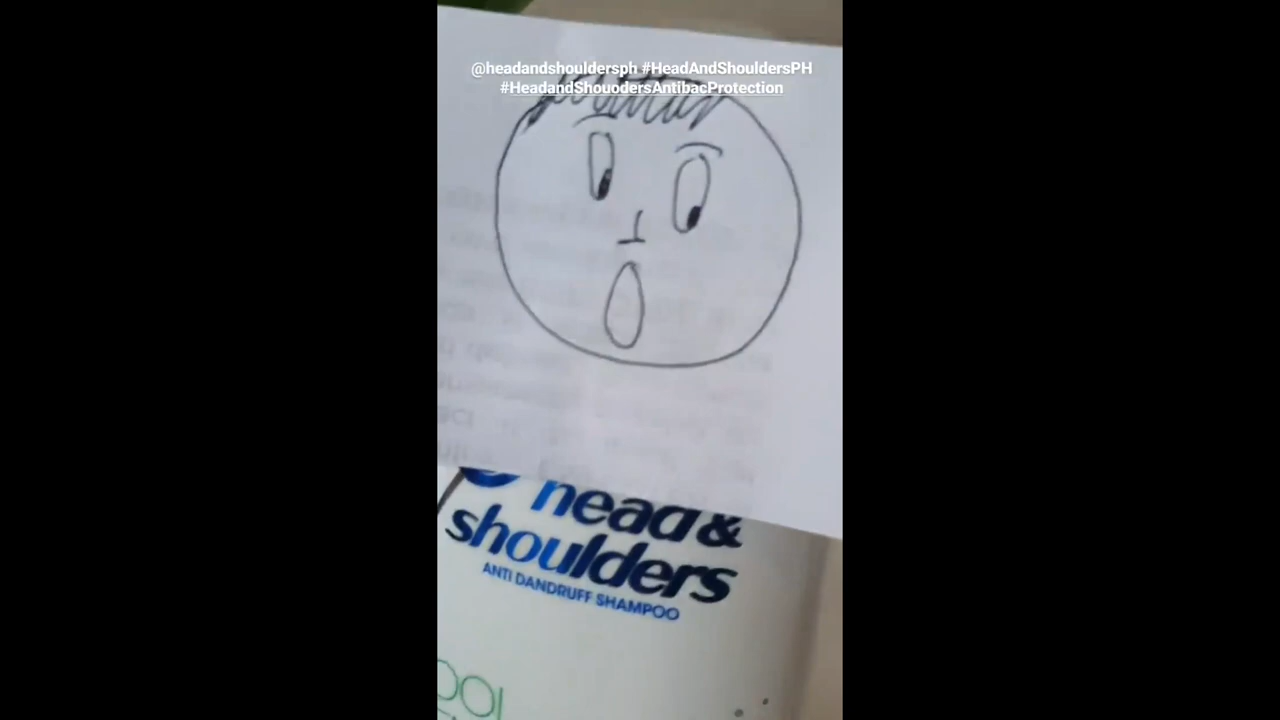 @headandshouldersph #HeadAndShouldersPH
#HeadandShouodersAntibacProtection
head&
shoulders
ANTI DANDRUFF SHAMPOO